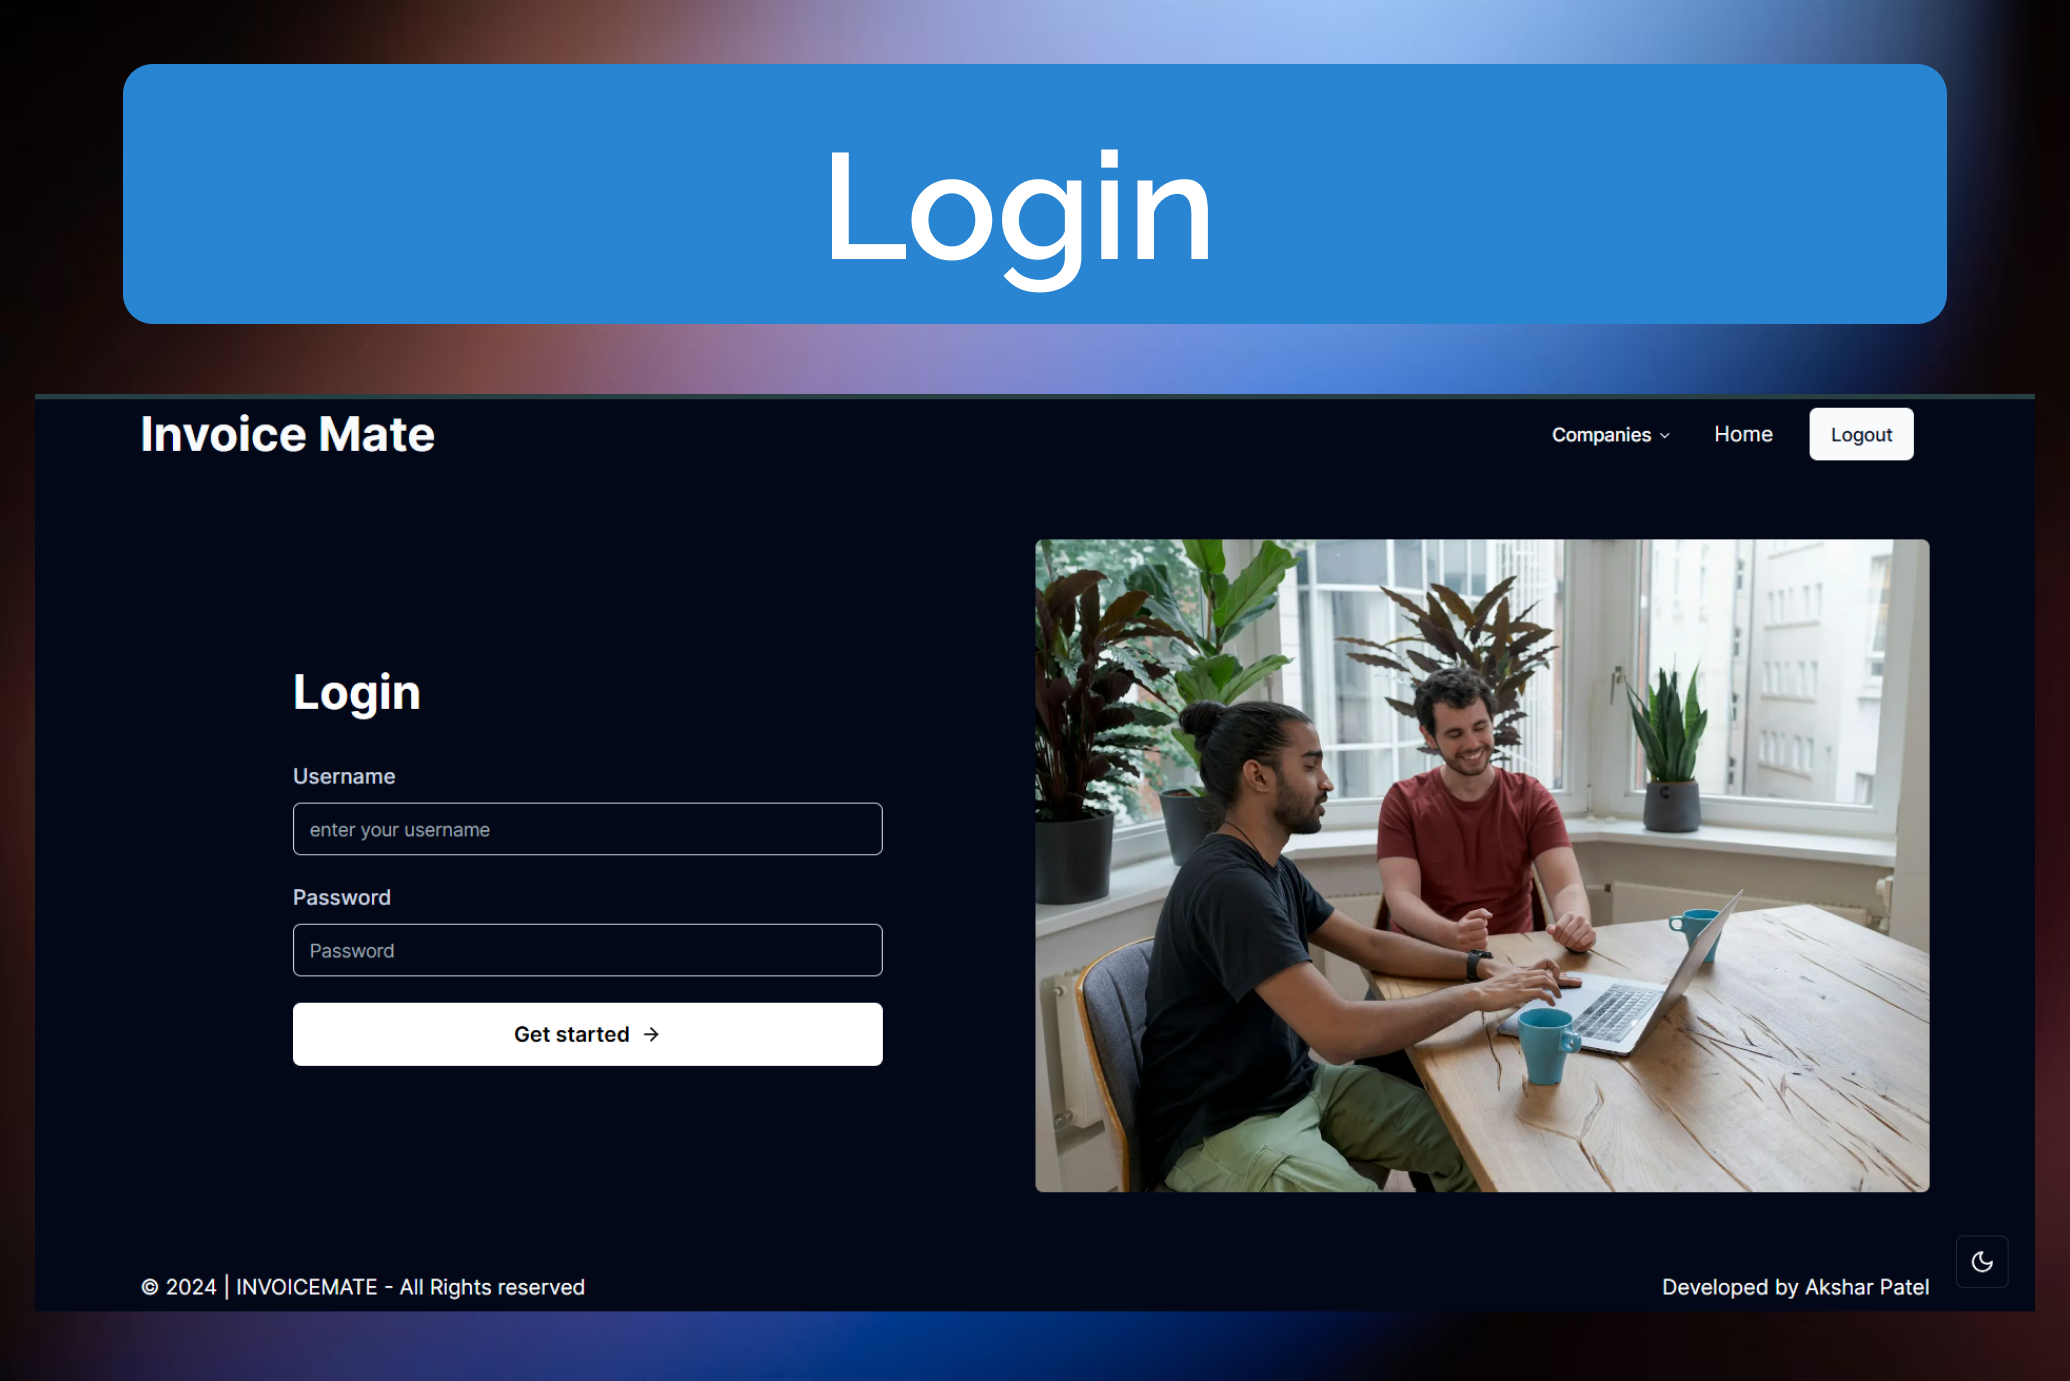 Login
Invoice Mate
Companies
Home
Logout
Login
Username
enter your username
Password
Password
Get started
© 2024 | INVOICEMATE - All Rights reserved
Developed by Akshar Patel